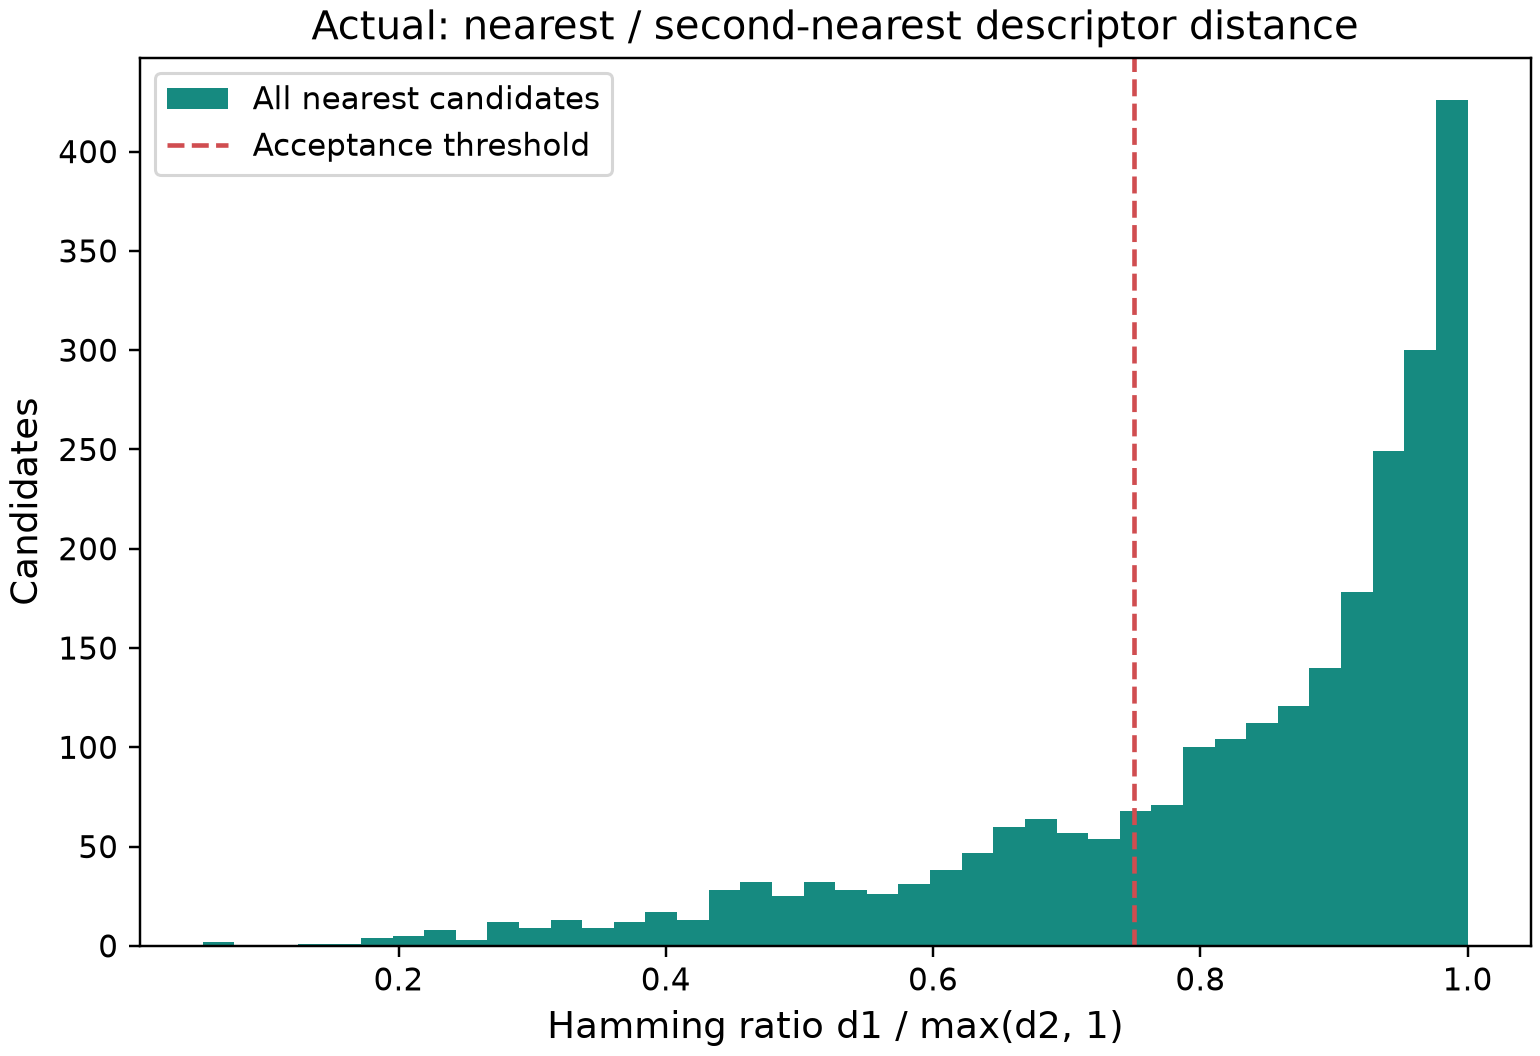 Actual: nearest / second-nearest descriptor distance
All nearest candidates
Acceptance threshold
Candidates
400
350
300
250
200
150
100
50
0
0.2 0.4 0.6 0.8 1.0
Hamming ratio d1 / max(d2, 1)